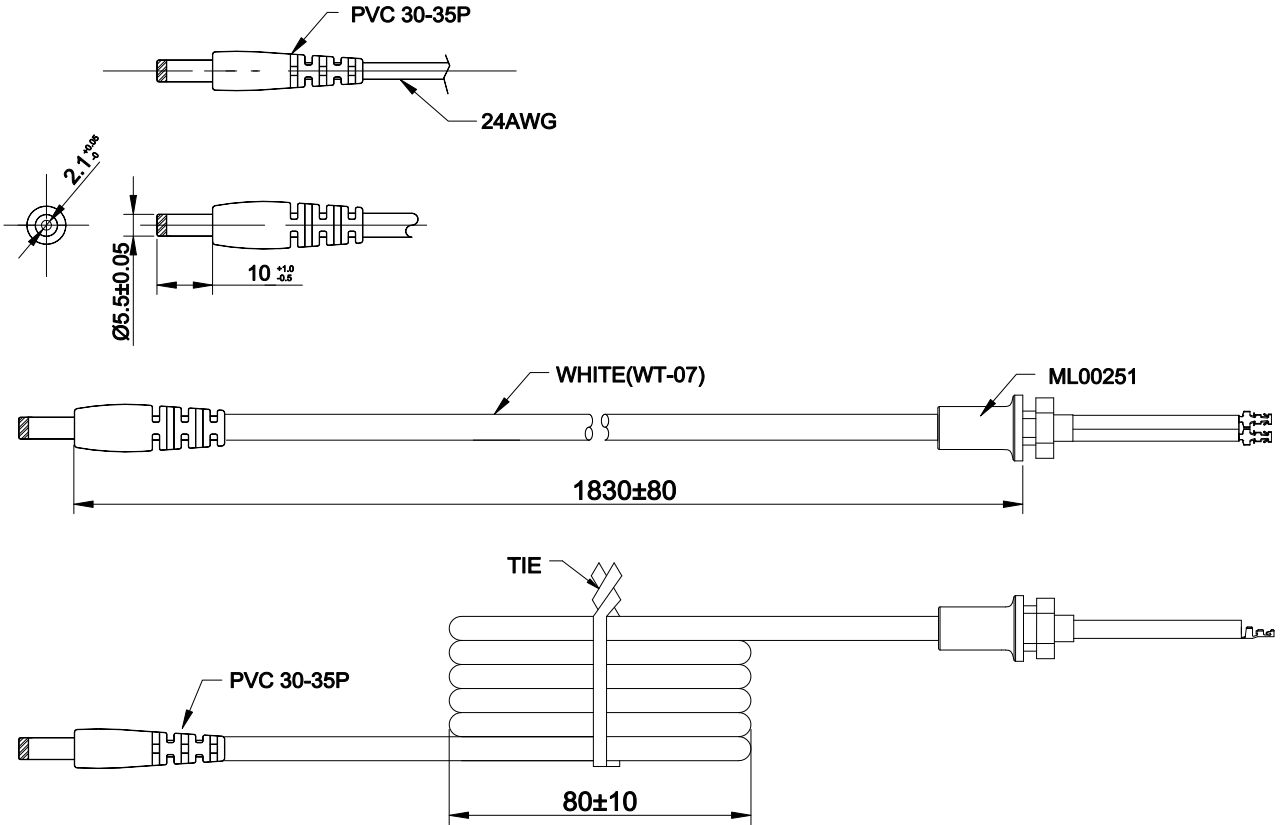 PVC 30-35P
24AWG
2.1 +0.05 -0
Ø5.5±0.05
10 +1.0 -0.5
WHITE(WT-07)
ML00251
1830±80
TIE
PVC 30-35P
80±10